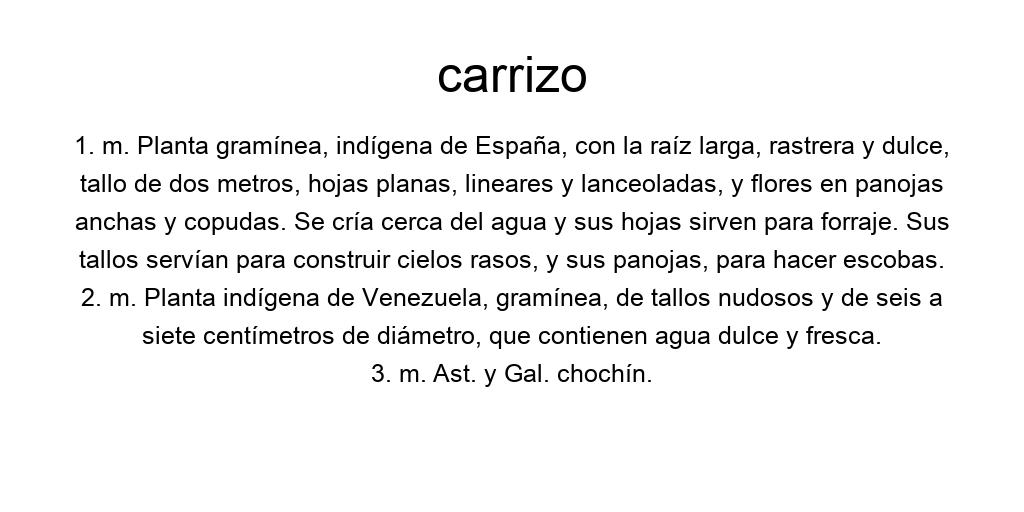 carrizo
1. m. Planta gramínea, indígena de España, con la raíz larga, rastrera y dulce,
tallo de dos metros, hojas planas, lineares y lanceoladas, y flores en panojas
anchas y copudas. Se cría cerca del agua y sus hojas sirven para forraje. Sus
tallos servían para construir cielos rasos, y sus panojas, para hacer escobas.
2. m. Planta indígena de Venezuela, gramínea, de tallos nudosos y de seis a
siete centímetros de diámetro, que contienen agua dulce y fresca.
3. m. Ast. y Gal. chochín.